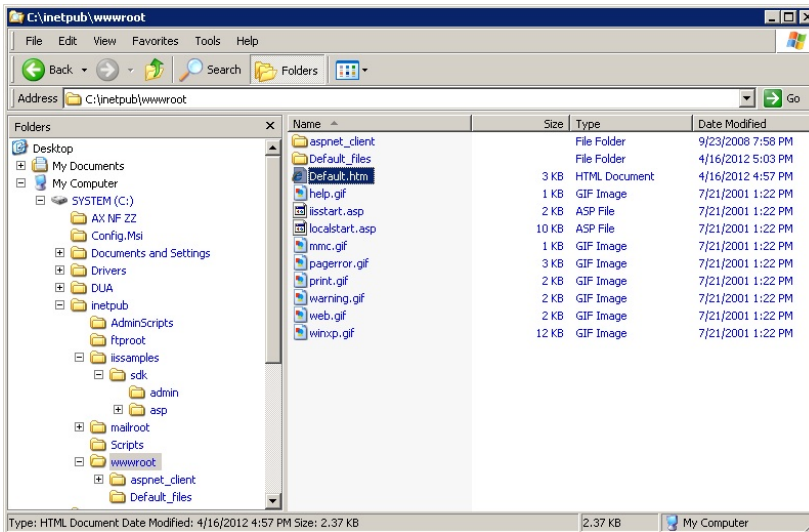 C:\inetpub\wwwroot
File Edit View Favorites Tools Help
Back Search Folders
Address C:\inetpub\wwwroot Go
Folders
Desktop
My Documents
My Computer
SYSTEM (C:)
AX NF ZZ
Config.Msi
Documents and Settings
Drivers
DUA
inetpub
AdminScripts
ftproot
iissamples
sdk
admin
asp
mailroot
Scripts
wwwroot
aspnet_client
Default_files
Name Size Type Date Modified
aspnet_client File Folder 9/23/2008 7:58 PM
Default_files File Folder 4/16/2012 5:03 PM
Default.htm 3 KB HTML Document 4/16/2012 4:57 PM
help.gif 1 KB GIF Image 7/21/2001 1:22 PM
iisstart.asp 2 KB ASP File 7/21/2001 1:22 PM
localstart.asp 10 KB ASP File 7/21/2001 1:22 PM
mmc.gif 1 KB GIF Image 7/21/2001 1:22 PM
pagerror.gif 3 KB GIF Image 7/21/2001 1:22 PM
print.gif 2 KB GIF Image 7/21/2001 1:22 PM
warning.gif 2 KB GIF Image 7/21/2001 1:22 PM
web.gif 2 KB GIF Image 7/21/2001 1:22 PM
winxp.gif 12 KB GIF Image 7/21/2001 1:22 PM
Type: HTML Document Date Modified: 4/16/2012 4:57 PM Size: 2.37 KB 2.37 KB My Computer